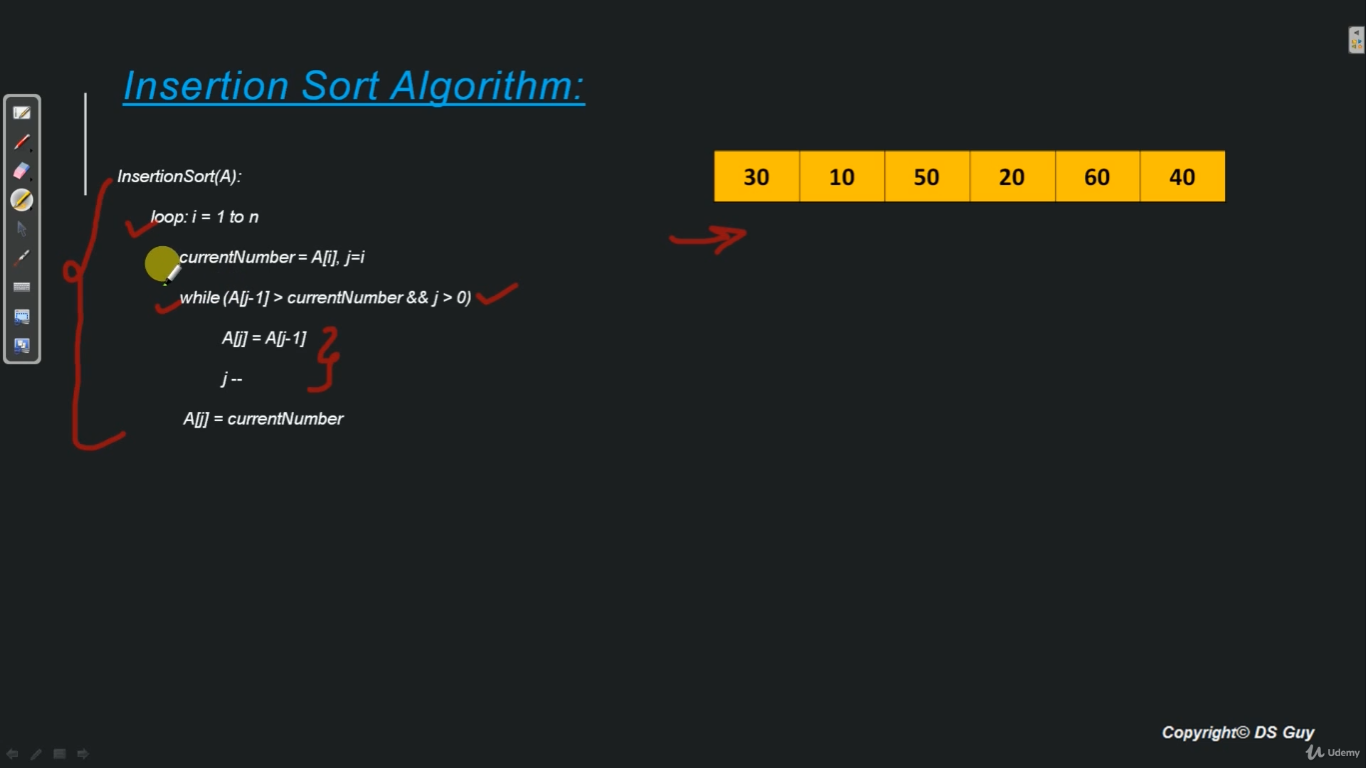 Insertion Sort Algorithm:
InsertionSort(A):
loop: i = 1 to n
currentNumber = A[i], j=i
while (A[j-1] > currentNumber && j > 0)
A[j] = A[j-1]
j --
A[j] = currentNumber
30 10 50 20 60 40
Copyright© DS Guy
Udemy